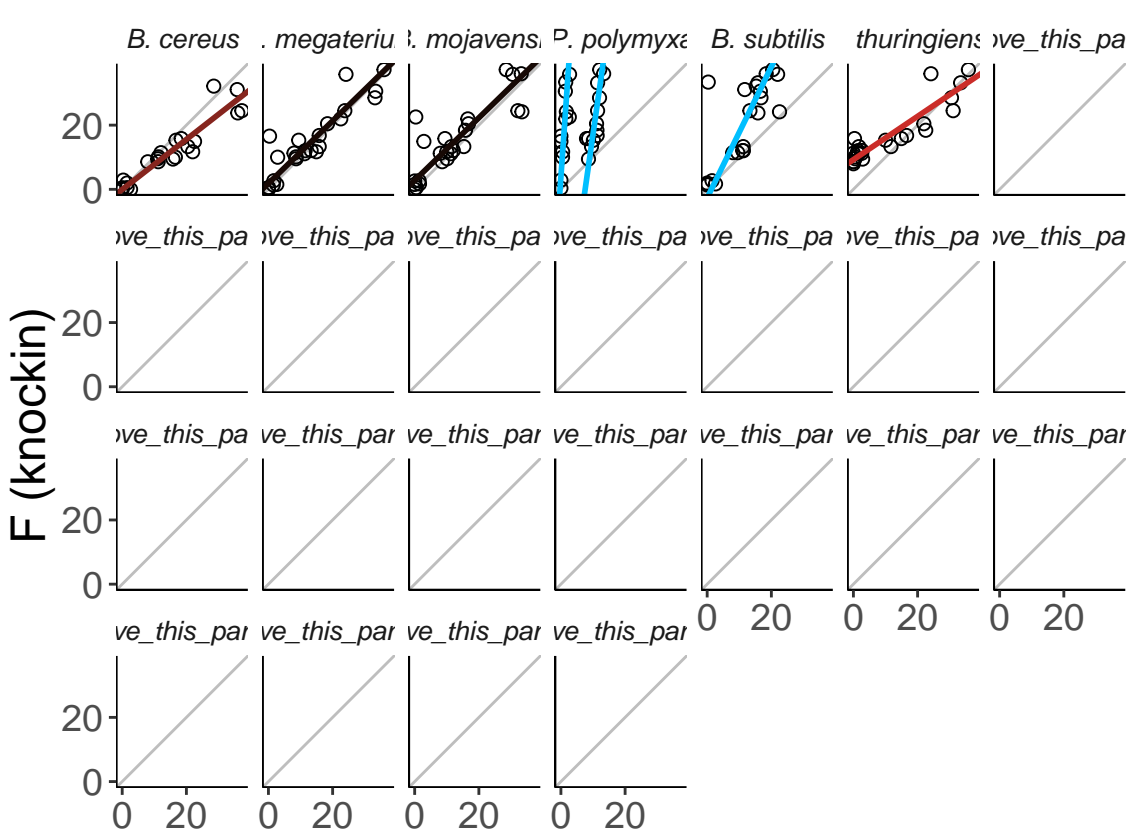 B. cereus . megateriu . mojavens P. polymyxa B. subtilis thuringiens ove_this_pa
20
0
ove_this_pa ove_this_pa ove_this_pa ove_this_pa ove_this_pa ove_this_pa ove_this_pa
20
0
F (knockin)
ove_this_pa ve_this_par ve_this_par ve_this_par ve_this_par ve_this_par ve_this_par
20
0
0 20 0 20 0 20
ve_this_par ve_this_par ve_this_par ve_this_par
20
0
0 20 0 20 0 20 0 20